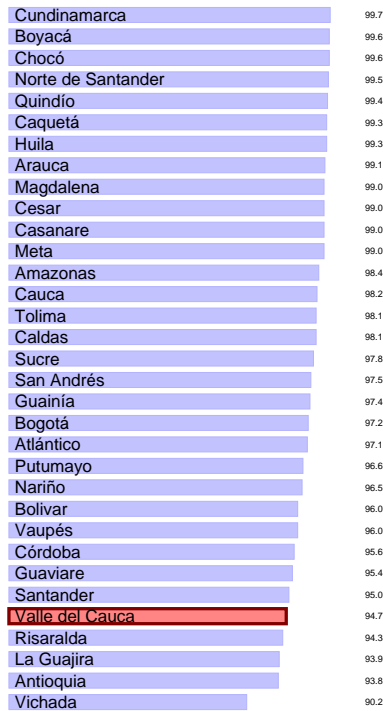 Cundinamarca 99.7
Boyacá 99.6
Chocó 99.6
Norte de Santander 99.5
Quindío 99.4
Caquetá 99.3
Huila 99.3
Arauca 99.1
Magdalena 99.0
Cesar 99.0
Casanare 99.0
Meta 99.0
Amazonas 98.4
Cauca 98.2
Tolima 98.1
Caldas 98.1
Sucre 97.8
San Andrés 97.5
Guainía 97.4
Bogotá 97.2
Atlántico 97.1
Putumayo 96.6
Nariño 96.5
Bolivar 96.0
Vaupés 96.0
Córdoba 95.6
Guaviare 95.4
Santander 95.0
Valle del Cauca 94.7
Risaralda 94.3
La Guajira 93.9
Antioquia 93.8
Vichada 90.2